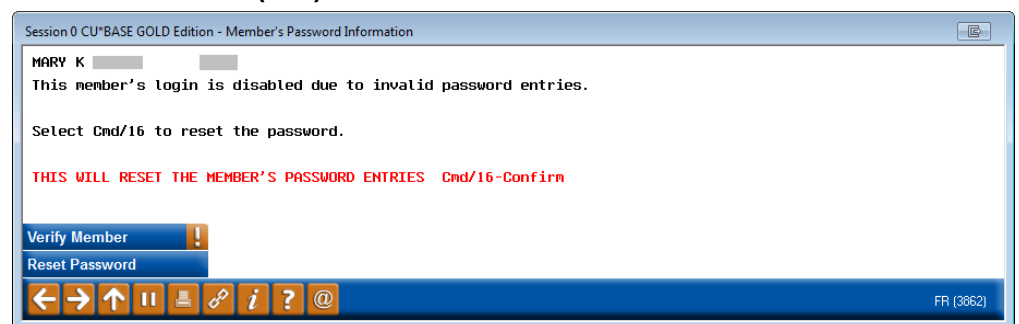 Session 0 CU*BASE GOLD Edition - Member's Password Information
MARY K
This member's login is disabled due to invalid password entries.
Select Cmd/16 to reset the password.
THIS WILL RESET THE MEMBER'S PASSWORD ENTRIES Cmd/16-Confirm
Verify Member !
Reset Password
i ? @
FR (3862)